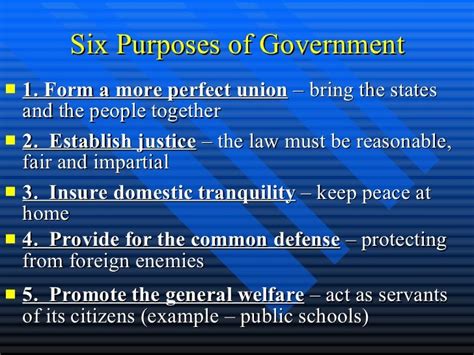 Six Purposes of Government
1. Form a more perfect union – bring the states
and the people together
2. Establish justice – the law must be reasonable,
fair and impartial
3. Insure domestic tranquility – keep peace at
home
4. Provide for the common defense – protecting
from foreign enemies
5. Promote the general welfare – act as servants
of its citizens (example – public schools)